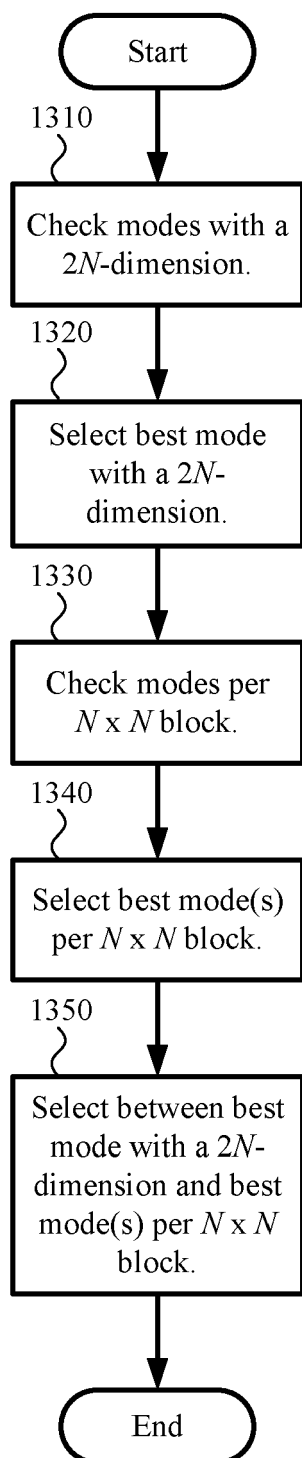 Start
1310
Check modes with a
2N-dimension.
1320
Select best mode
with a 2N-
dimension.
1330
Check modes per
N x N block.
1340
Select best mode(s)
per N x N block.
1350
Select between best
mode with a 2N-
dimension and best
mode(s) per N x N
block.
End